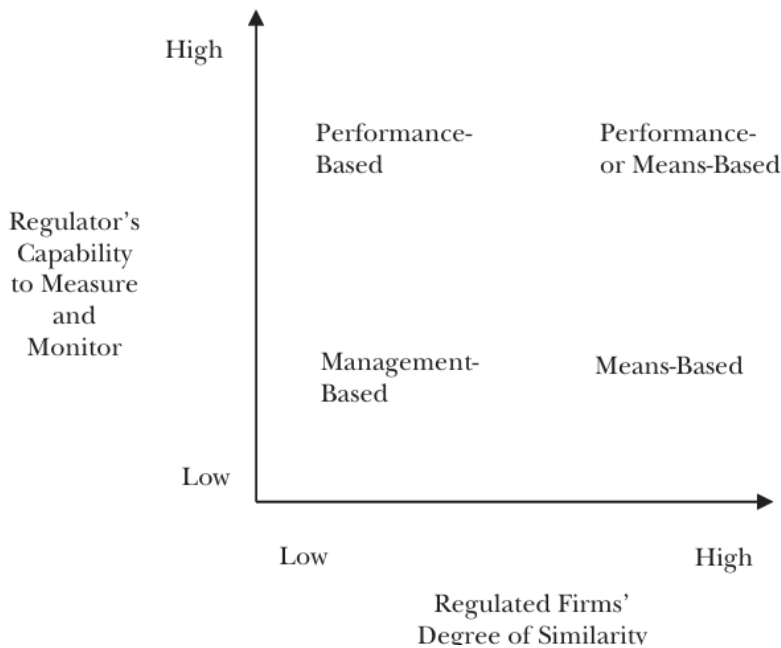 High
Performance-
Based
Performance-
or Means-Based
Regulator’s
Capability
to Measure
and
Monitor
Management-
Based
Means-Based
Low
Low
High
Regulated Firms’
Degree of Similarity